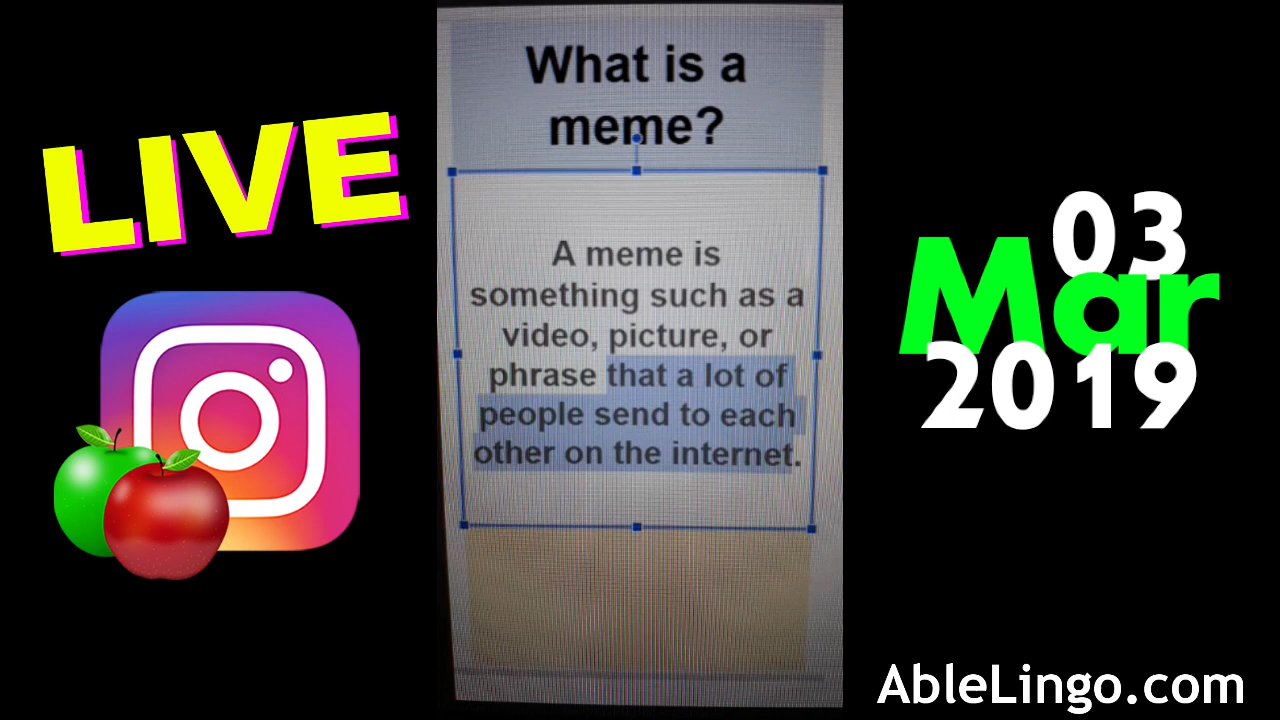 LIVE
What is a
meme?
A meme is
something such as a
video, picture, or
phrase that a lot of
people send to each
other on the internet.
03
Mar
2019
AbleLingo.com